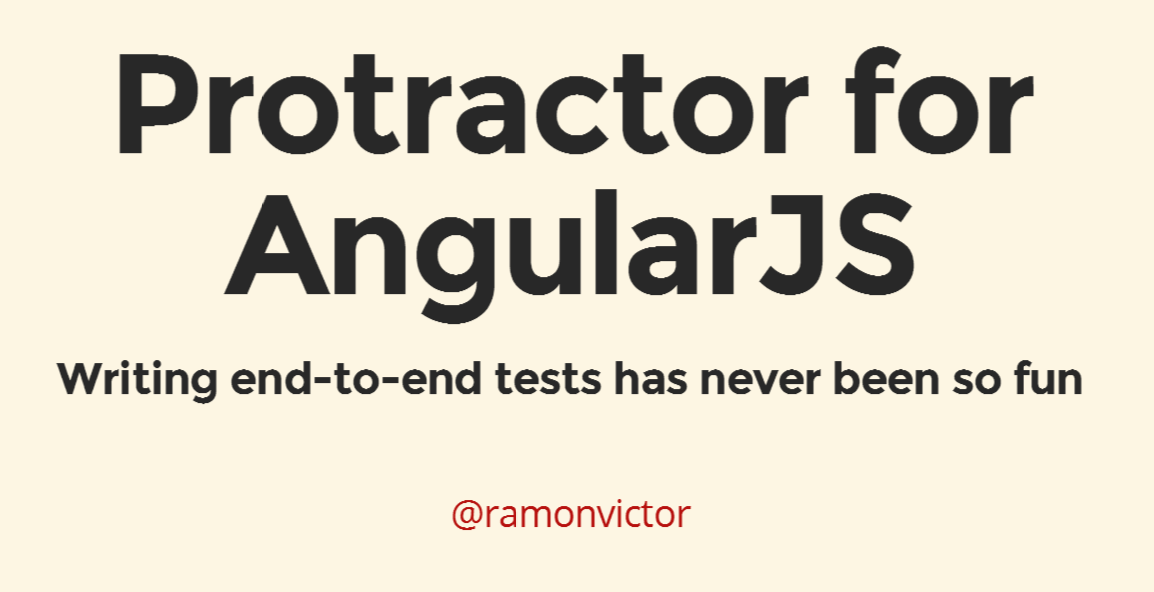 Protractor for
AngularJS
Writing end-to-end tests has never been so fun
@ramonvictor